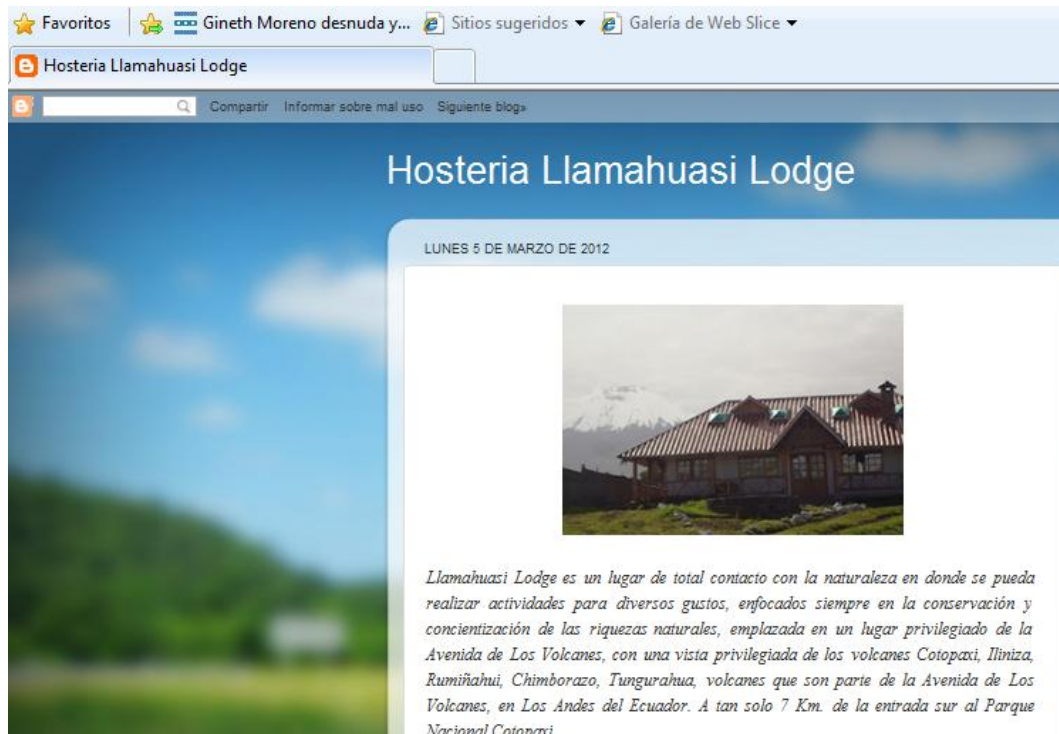 Favoritos Gineth Moreno desnuda y... Sitios sugeridos Galería de Web Slice
Hosteria Llamahuasi Lodge
Compartir Informar sobre mal uso Siguiente blog»
Hosteria Llamahuasi Lodge
LUNES 5 DE MARZO DE 2012
Llamahuasi Lodge es un lugar de total contacto con la naturaleza en donde se pueda
realizar actividades para diversos gustos, enfocados siempre en la conservación y
concientización de las riquezas naturales, emplazada en un lugar privilegiado de la
Avenida de Los Volcanes, con una vista privilegiada de los volcanes Cotopaxi, Iliniza,
Rumiñahui, Chimborazo, Tungurahua, volcanes que son parte de la Avenida de Los
Volcanes, en Los Andes del Ecuador. A tan solo 7 Km. de la entrada sur al Parque
Nacional Cotopaxi